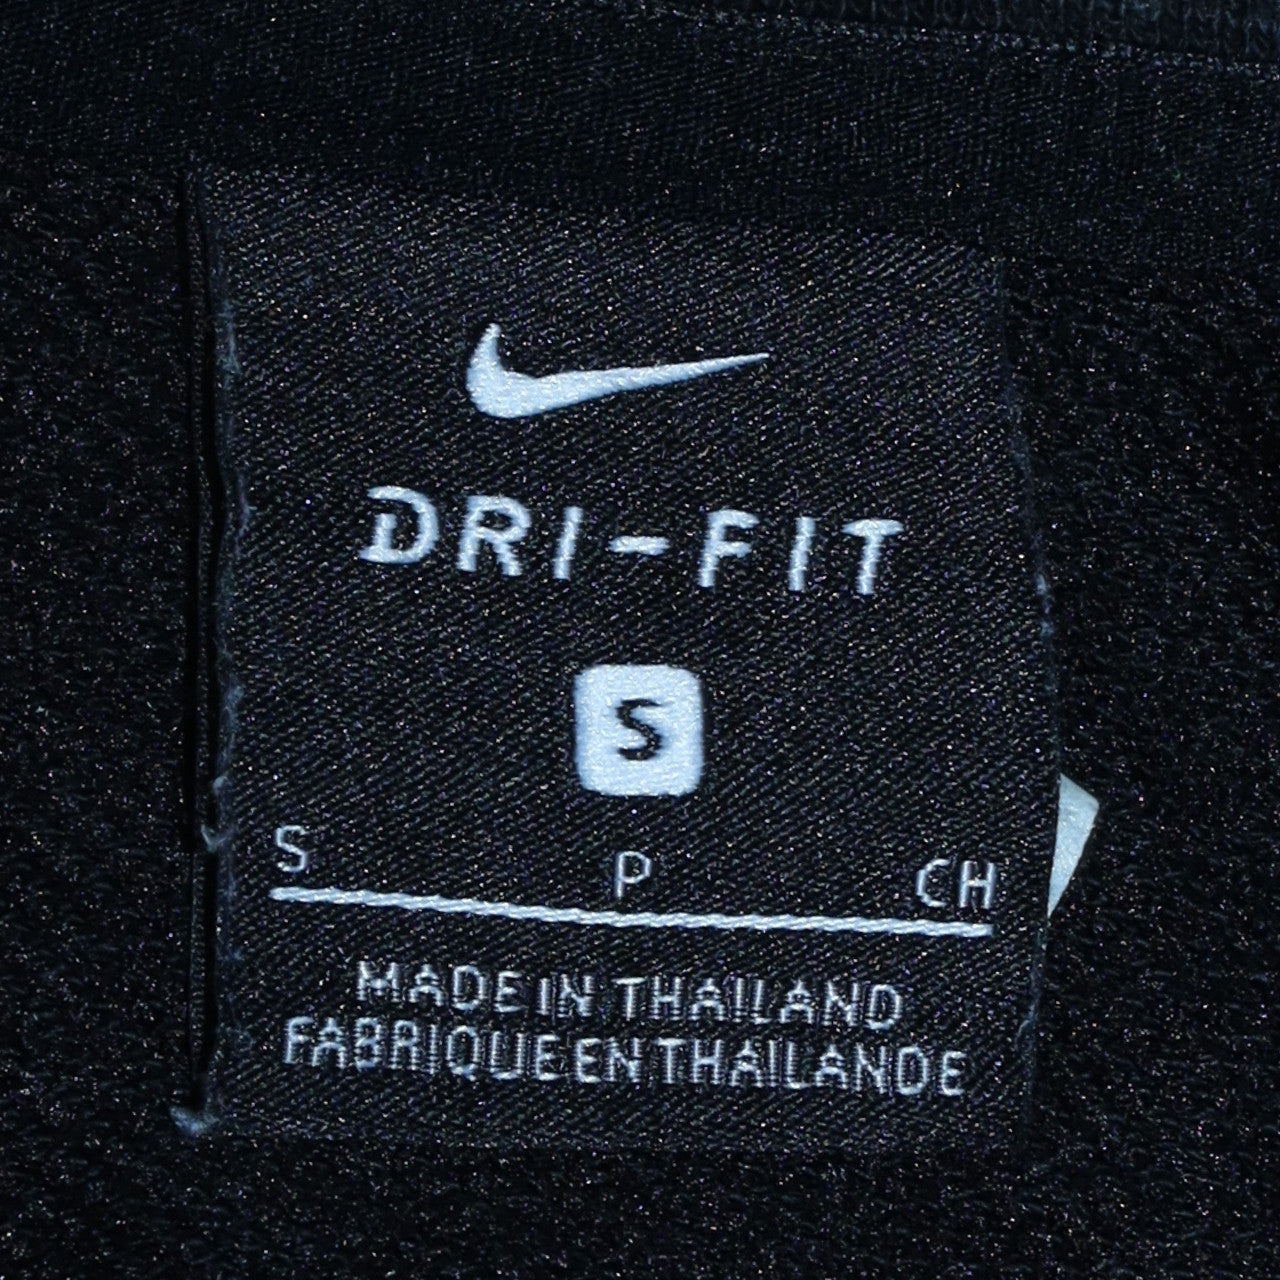 DRI-FIT
S
S P CH
MADE IN THAILAND
FABRIQUE EN THAILANDE